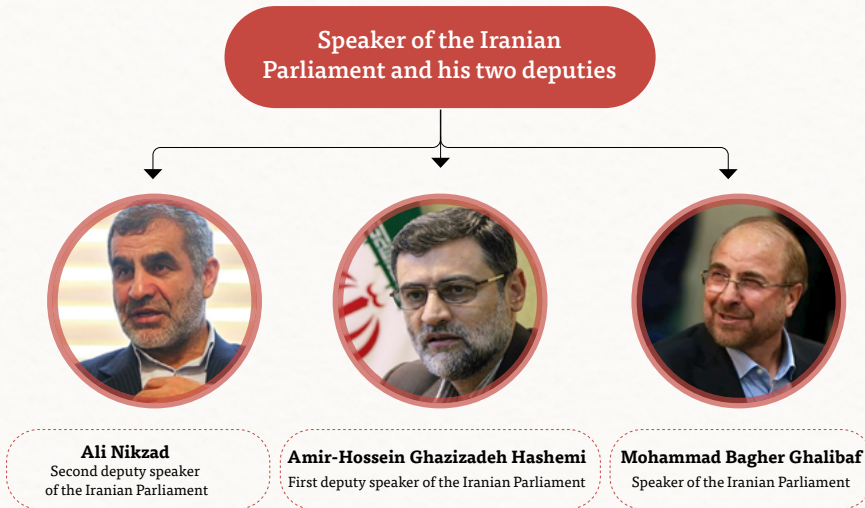 Speaker of the Iranian
Parliament and his two deputies
Ali Nikzad
Second deputy speaker
of the Iranian Parliament
Amir-Hossein Ghazizadeh Hashemi
First deputy speaker of the Iranian Parliament
Mohammad Bagher Ghalibaf
Speaker of the Iranian Parliament